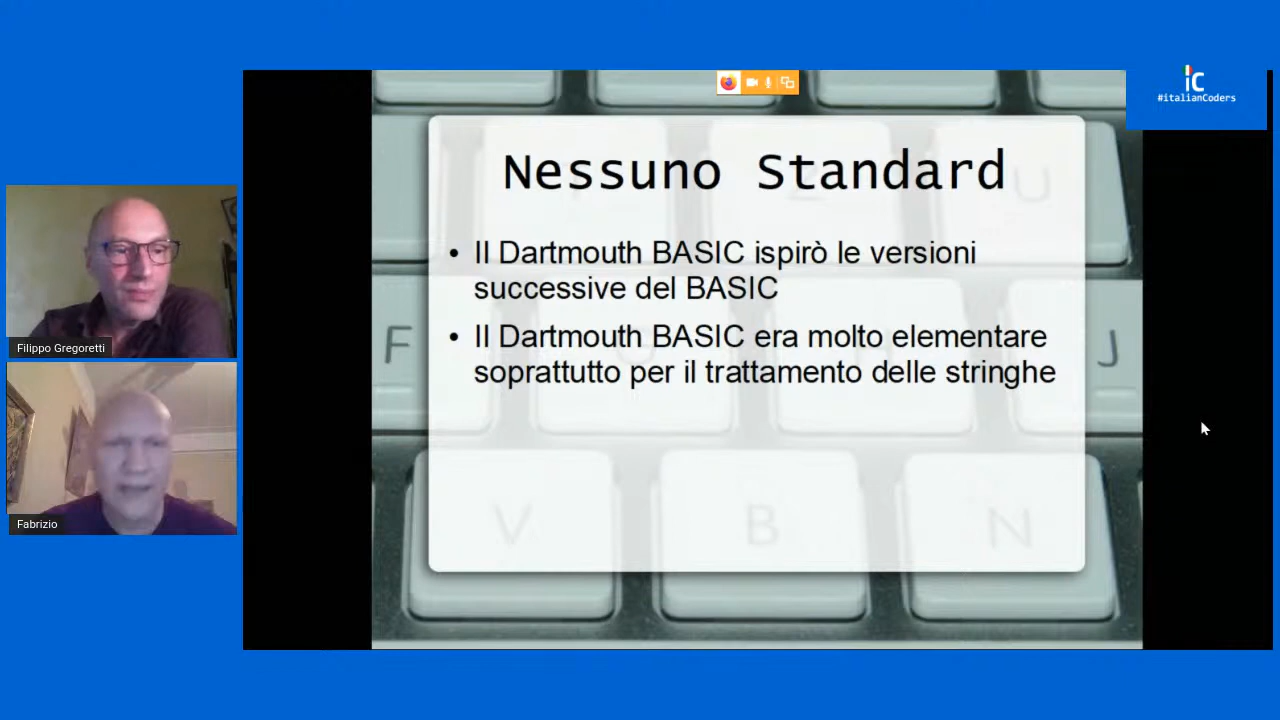 iC
#italianCoders
Nessuno Standard
• Il Dartmouth BASIC ispirò le versioni
successive del BASIC
• Il Dartmouth BASIC era molto elementare
soprattutto per il trattamento delle stringhe
U
F
J
V
B
N
Filippo Gregoretti
Fabrizio